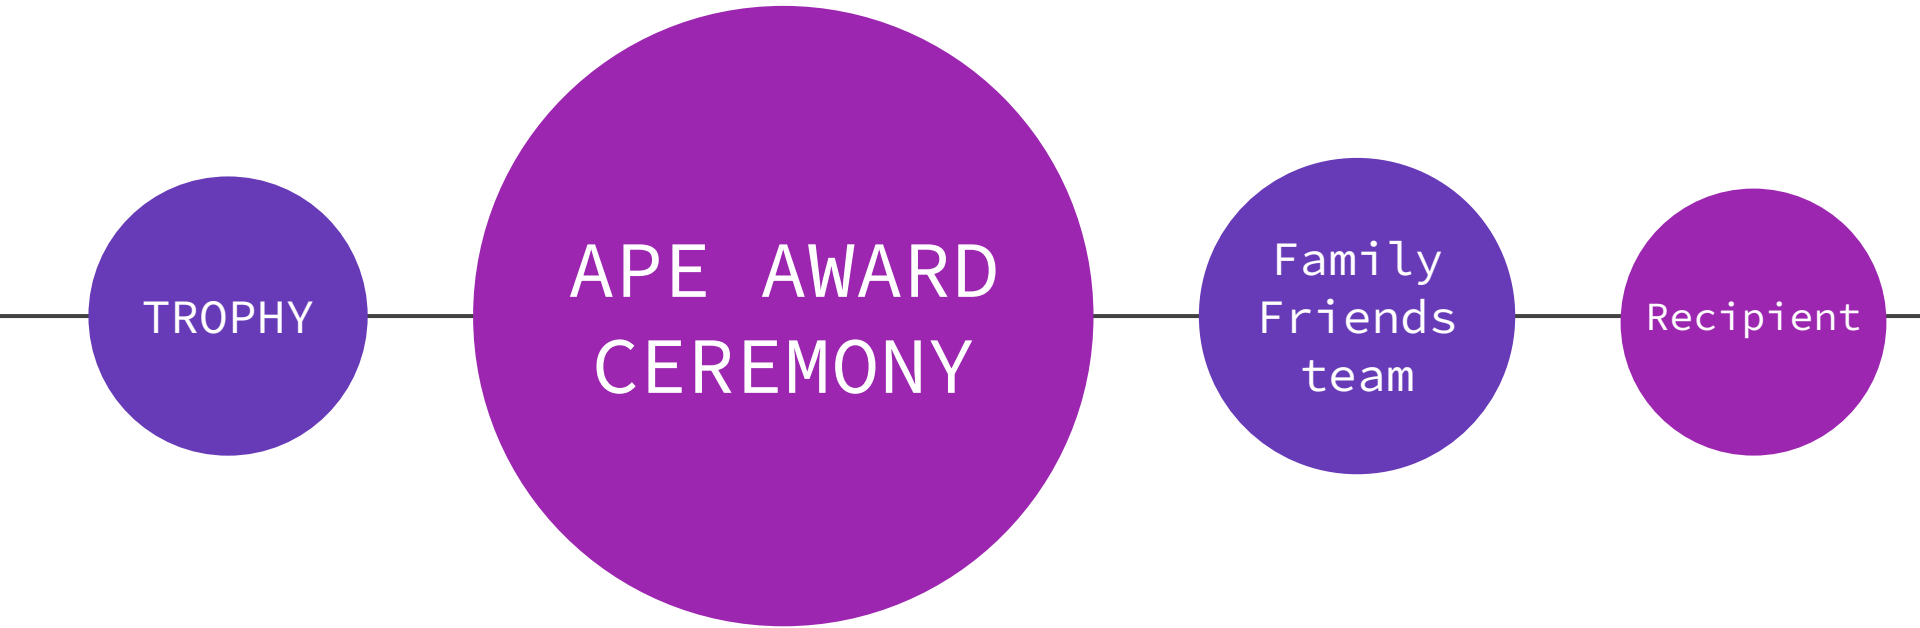 TROPHY
APE AWARD
CEREMONY
Family
Friends
team
Recipient